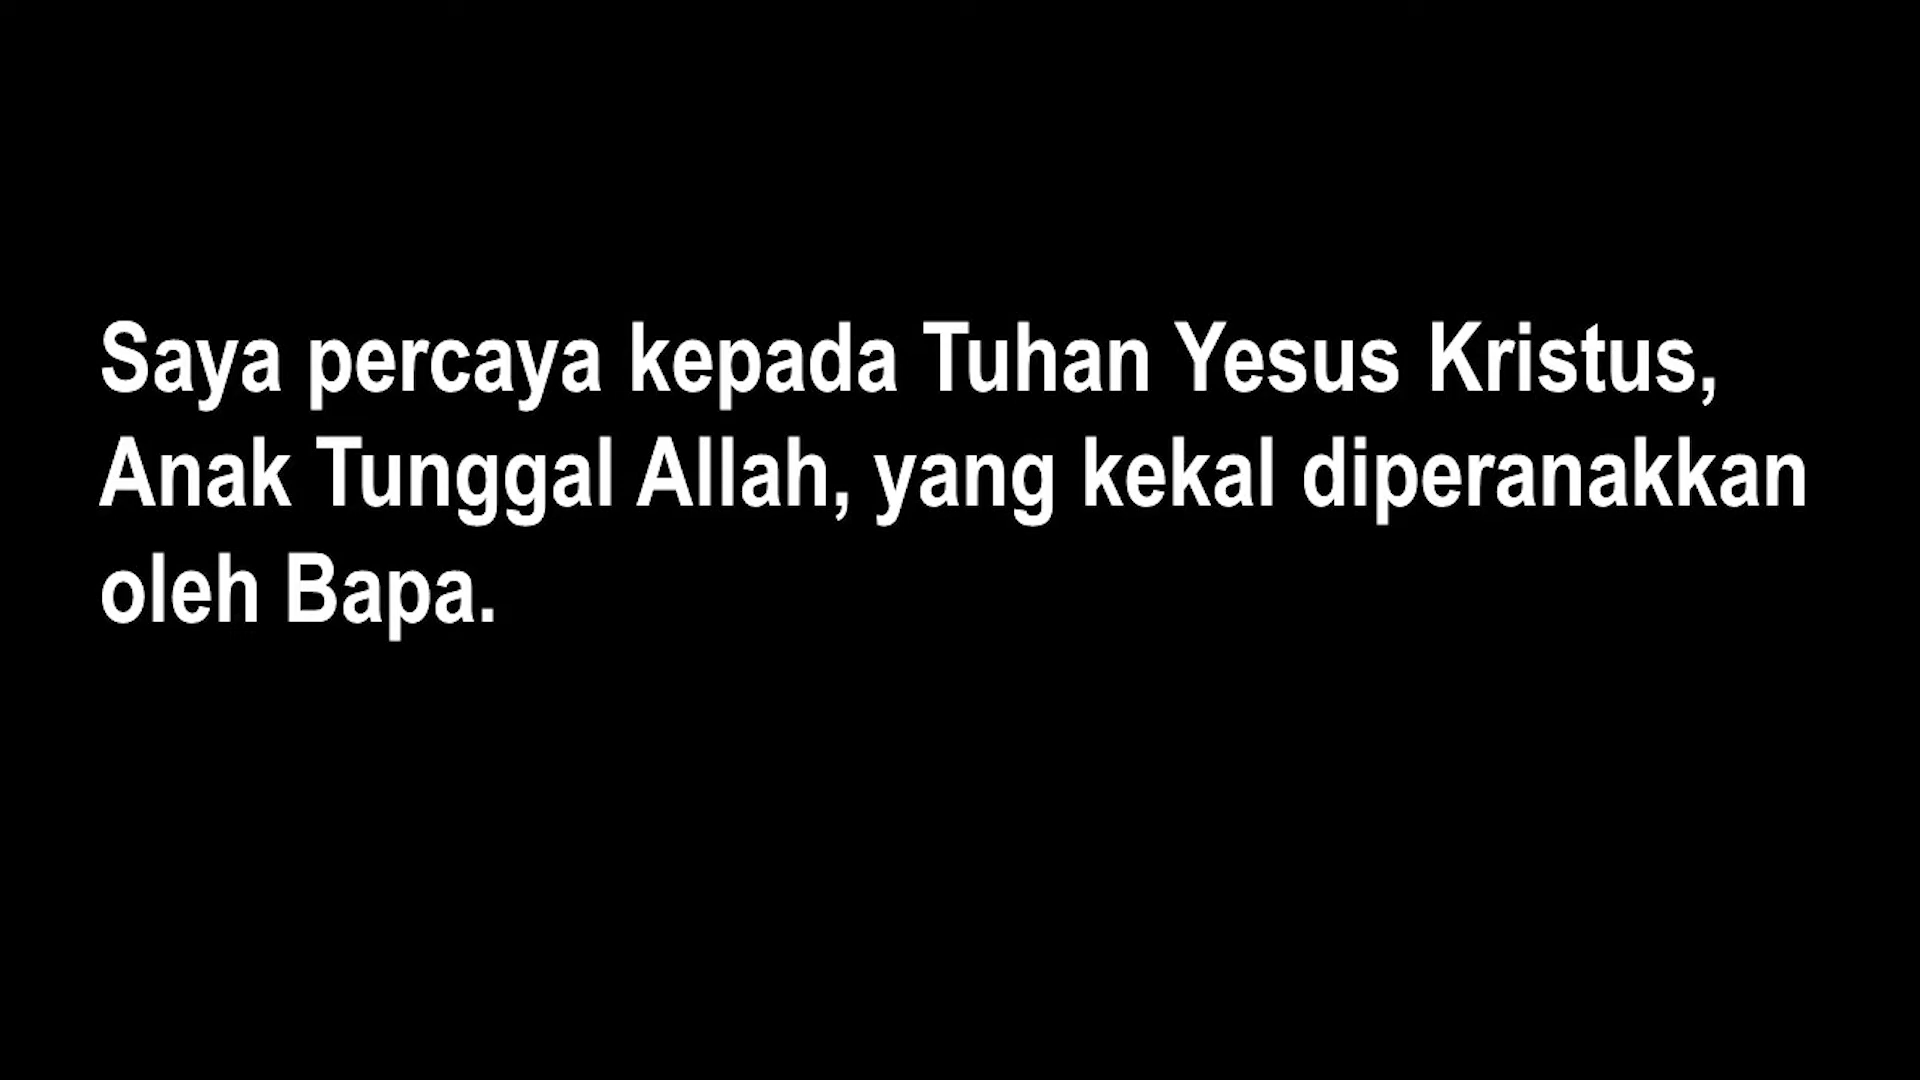 Saya percaya kepada Tuhan Yesus Kristus,
Anak Tunggal Allah, yang kekal diperanakkan
oleh Bapa.